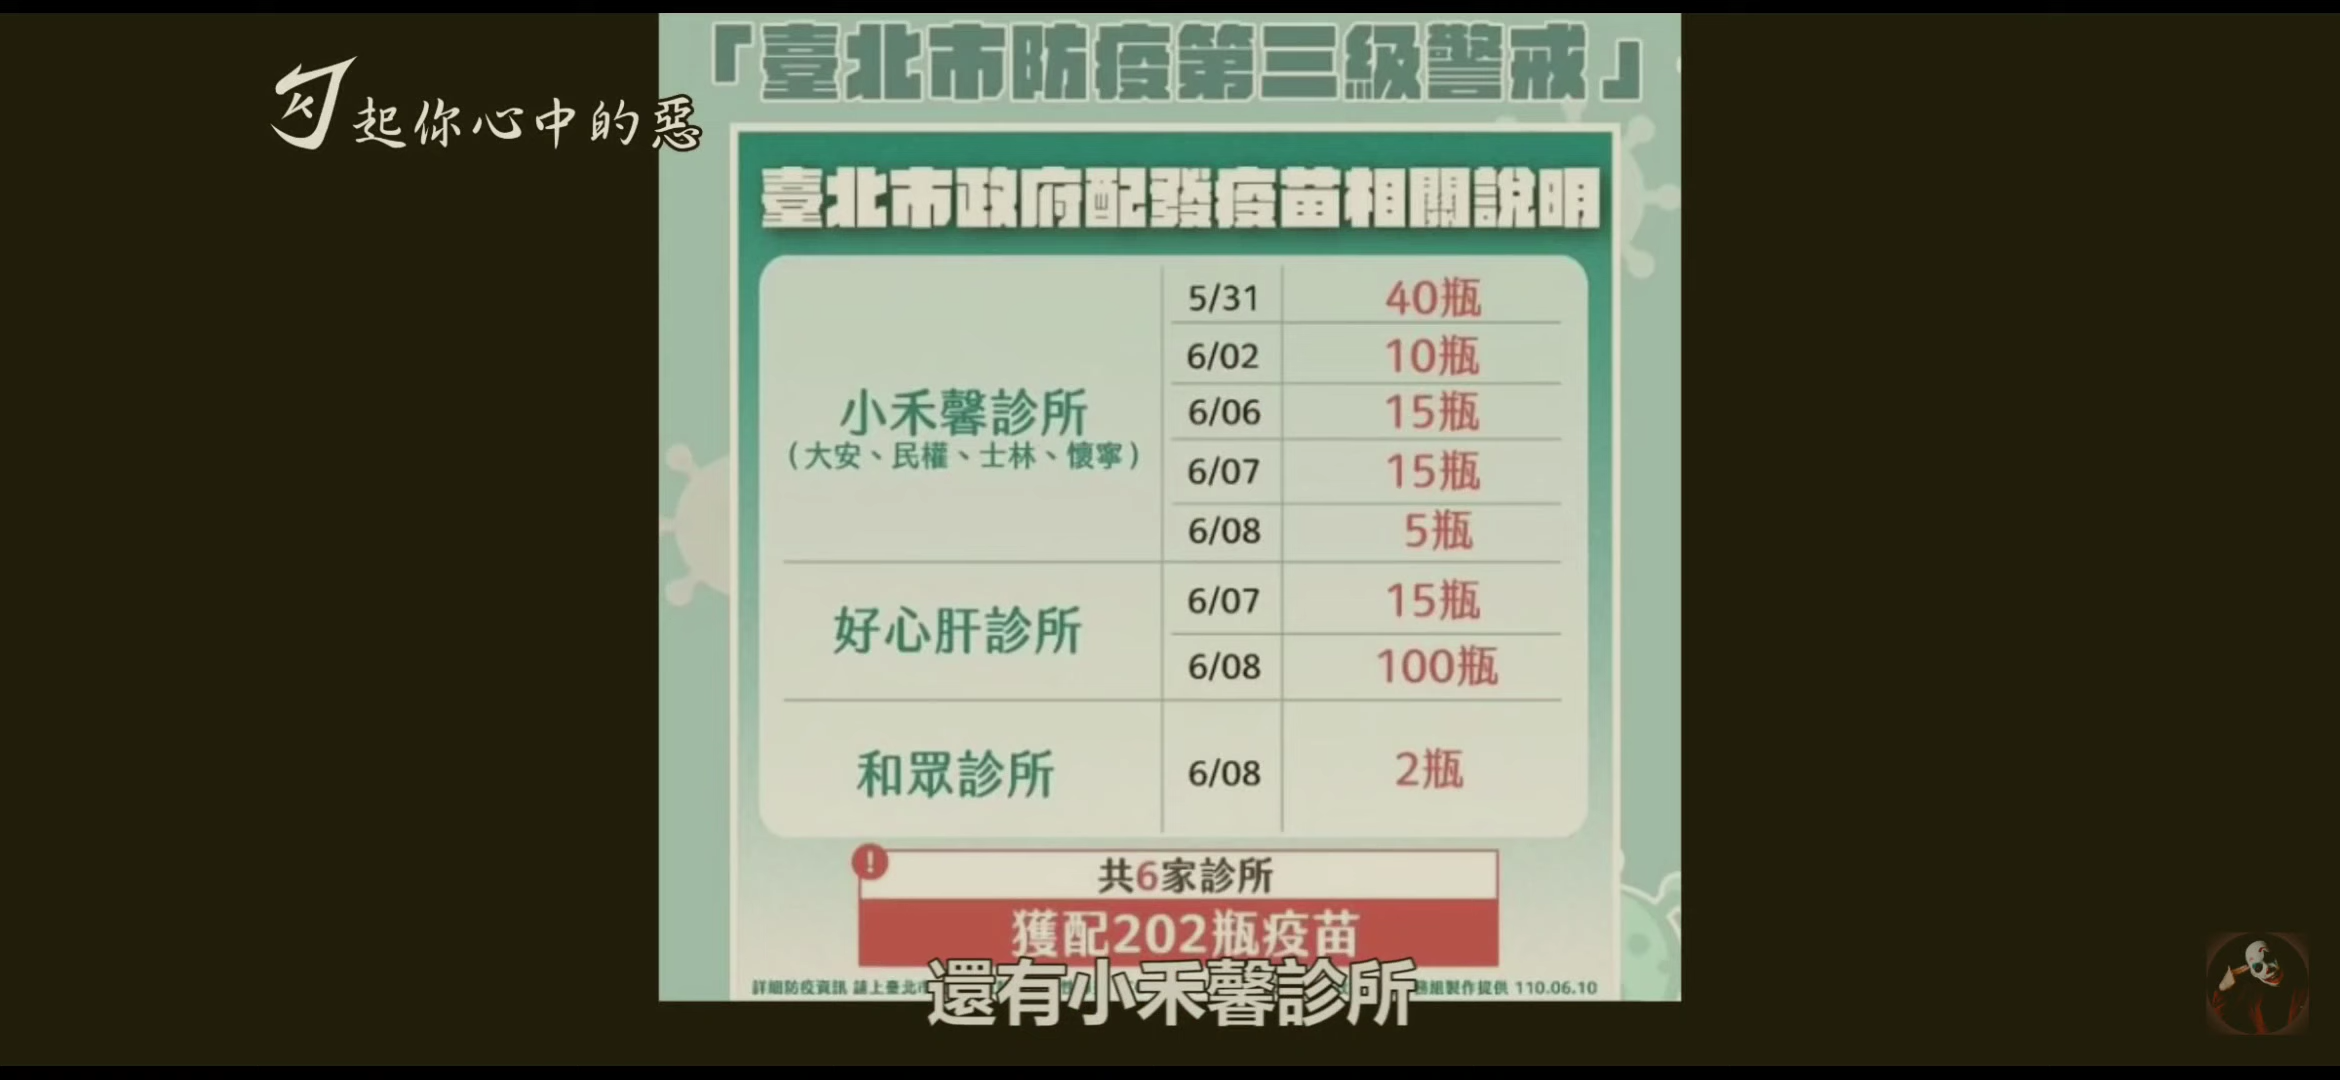 「臺北市防疫第三級警戒」
勾起你心中的惡
臺北市政府配發疫苗相關說明
小禾馨診所
（大安、民權、士林、懷寧）
5/31 40瓶
6/02 10瓶
6/06 15瓶
6/07 15瓶
6/08 5瓶
好心肝診所
6/07 15瓶
6/08 100瓶
和眾診所 6/08 2瓶
!
共6家診所
獲配202瓶疫苗
詳細防疫資訊 請上臺北市
務組製作提供 110.06.10
還有小禾馨診所